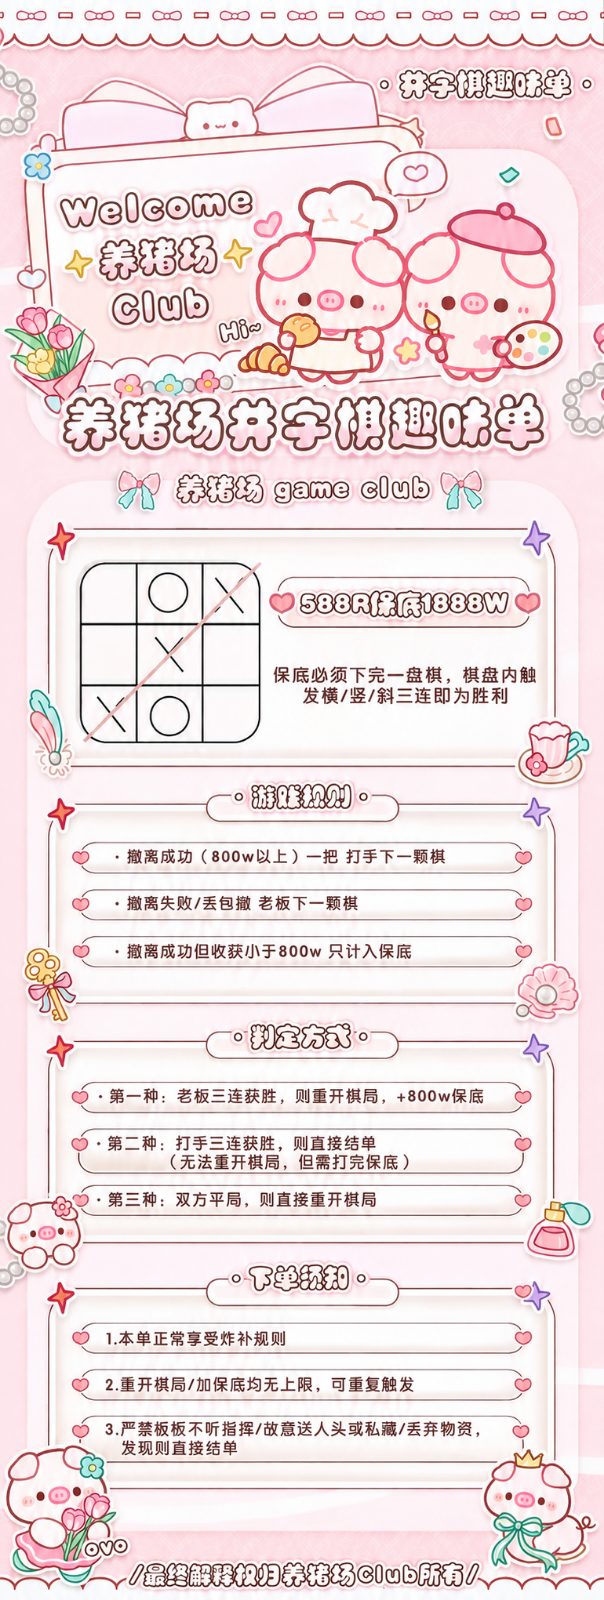 ·井字棋趣味单·
Welcome
养猪场
Club
Hi~
养猪场井字棋趣味单
养猪场 game club
588R保底1888W
保底必须下完一盘棋，棋盘内触
发横/竖/斜三连即为胜利
·游戏规则·
·撤离成功（800w以上）一把 打手下一颗棋
·撤离失败/丢包撤 老板下一颗棋
·撤离成功但收获小于800w 只计入保底
·判定方式·
·第一种：老板三连获胜，则重开棋局，+800w保底
·第二种：打手三连获胜，则直接结单
（无法重开棋局，但需打完保底）
·第三种：双方平局，则直接重开棋局
·下单须知·
1.本单正常享受炸补规则
2.重开棋局/加保底均无上限，可重复触发
3.严禁板板不听指挥/故意送人头或私藏/丢弃物资，
发现则直接结单
ovo
/最终解释权归养猪场Club所有/